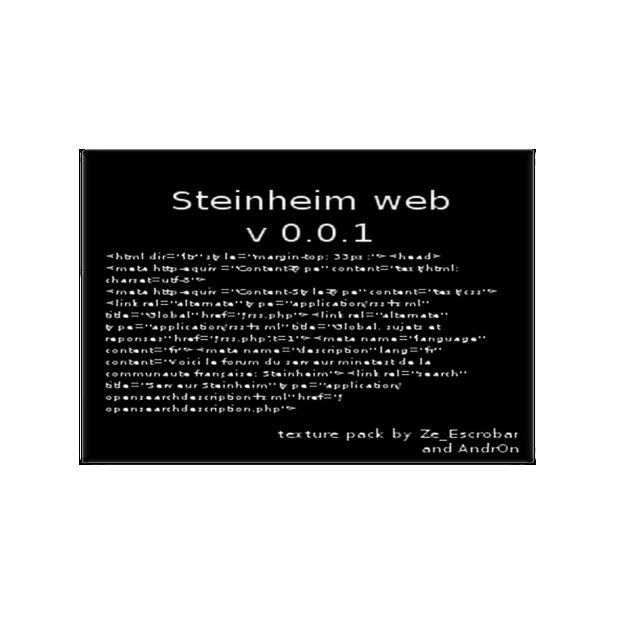 Steinheim web
v 0.0.1
<html dir="ltr" style="margin-top: 33px;"><head>
<meta http-equiv="Content-Type" content="text/html;
charset=utf-8">
<meta http-equiv="Content-Style-Type" content="text/css">
<link rel="alternate" type="application/rss+xml"
title="Global" href="/rss.php"><link rel="alternate"
type="application/rss+xml" title="Global, sujets et
reponses" href="/rss.php?t=1"><meta name="language"
content="fr"><meta name="description" lang="fr"
content="Voici le forum du serveur minetest de la
communaute française: Steinheim"><link rel="search"
title="Serveur Steinheim" type="application/
opensearchdescription+xml" href="/
opensearchdescription.php">
texture pack by Ze_Escrobar
and Andr0n